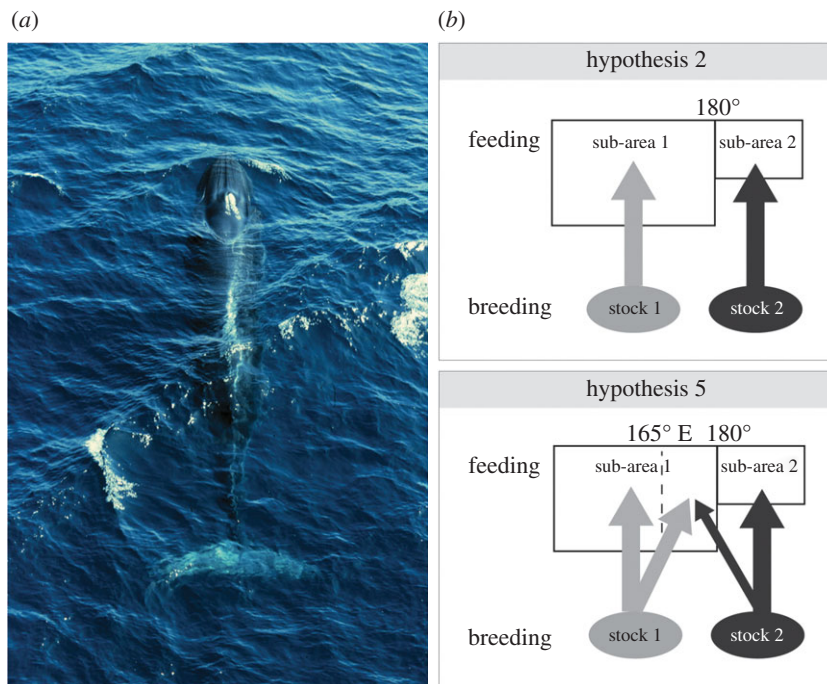 (a)
(b)
hypothesis 2
180°
feeding
sub-area 1
sub-area 2
breeding
stock 1
stock 2
hypothesis 5
165° E 180°
feeding
sub-area 1
sub-area 2
breeding
stock 1
stock 2